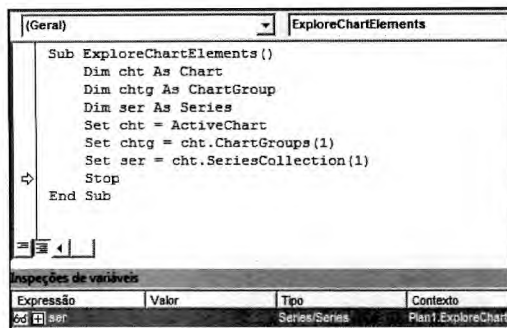 (Geral) ExploreChartElements
Sub ExploreChartElements()
Dim cht As Chart
Dim chtg As ChartGroup
Dim ser As Series
Set cht = ActiveChart
Set chtg = cht.ChartGroups(1)
Set ser = cht.SeriesCollection(1)
Stop
End Sub
Inspeções de variáveis
Expressão Valor Tipo Contexto
ser Series/Series Plan1.ExploreChart